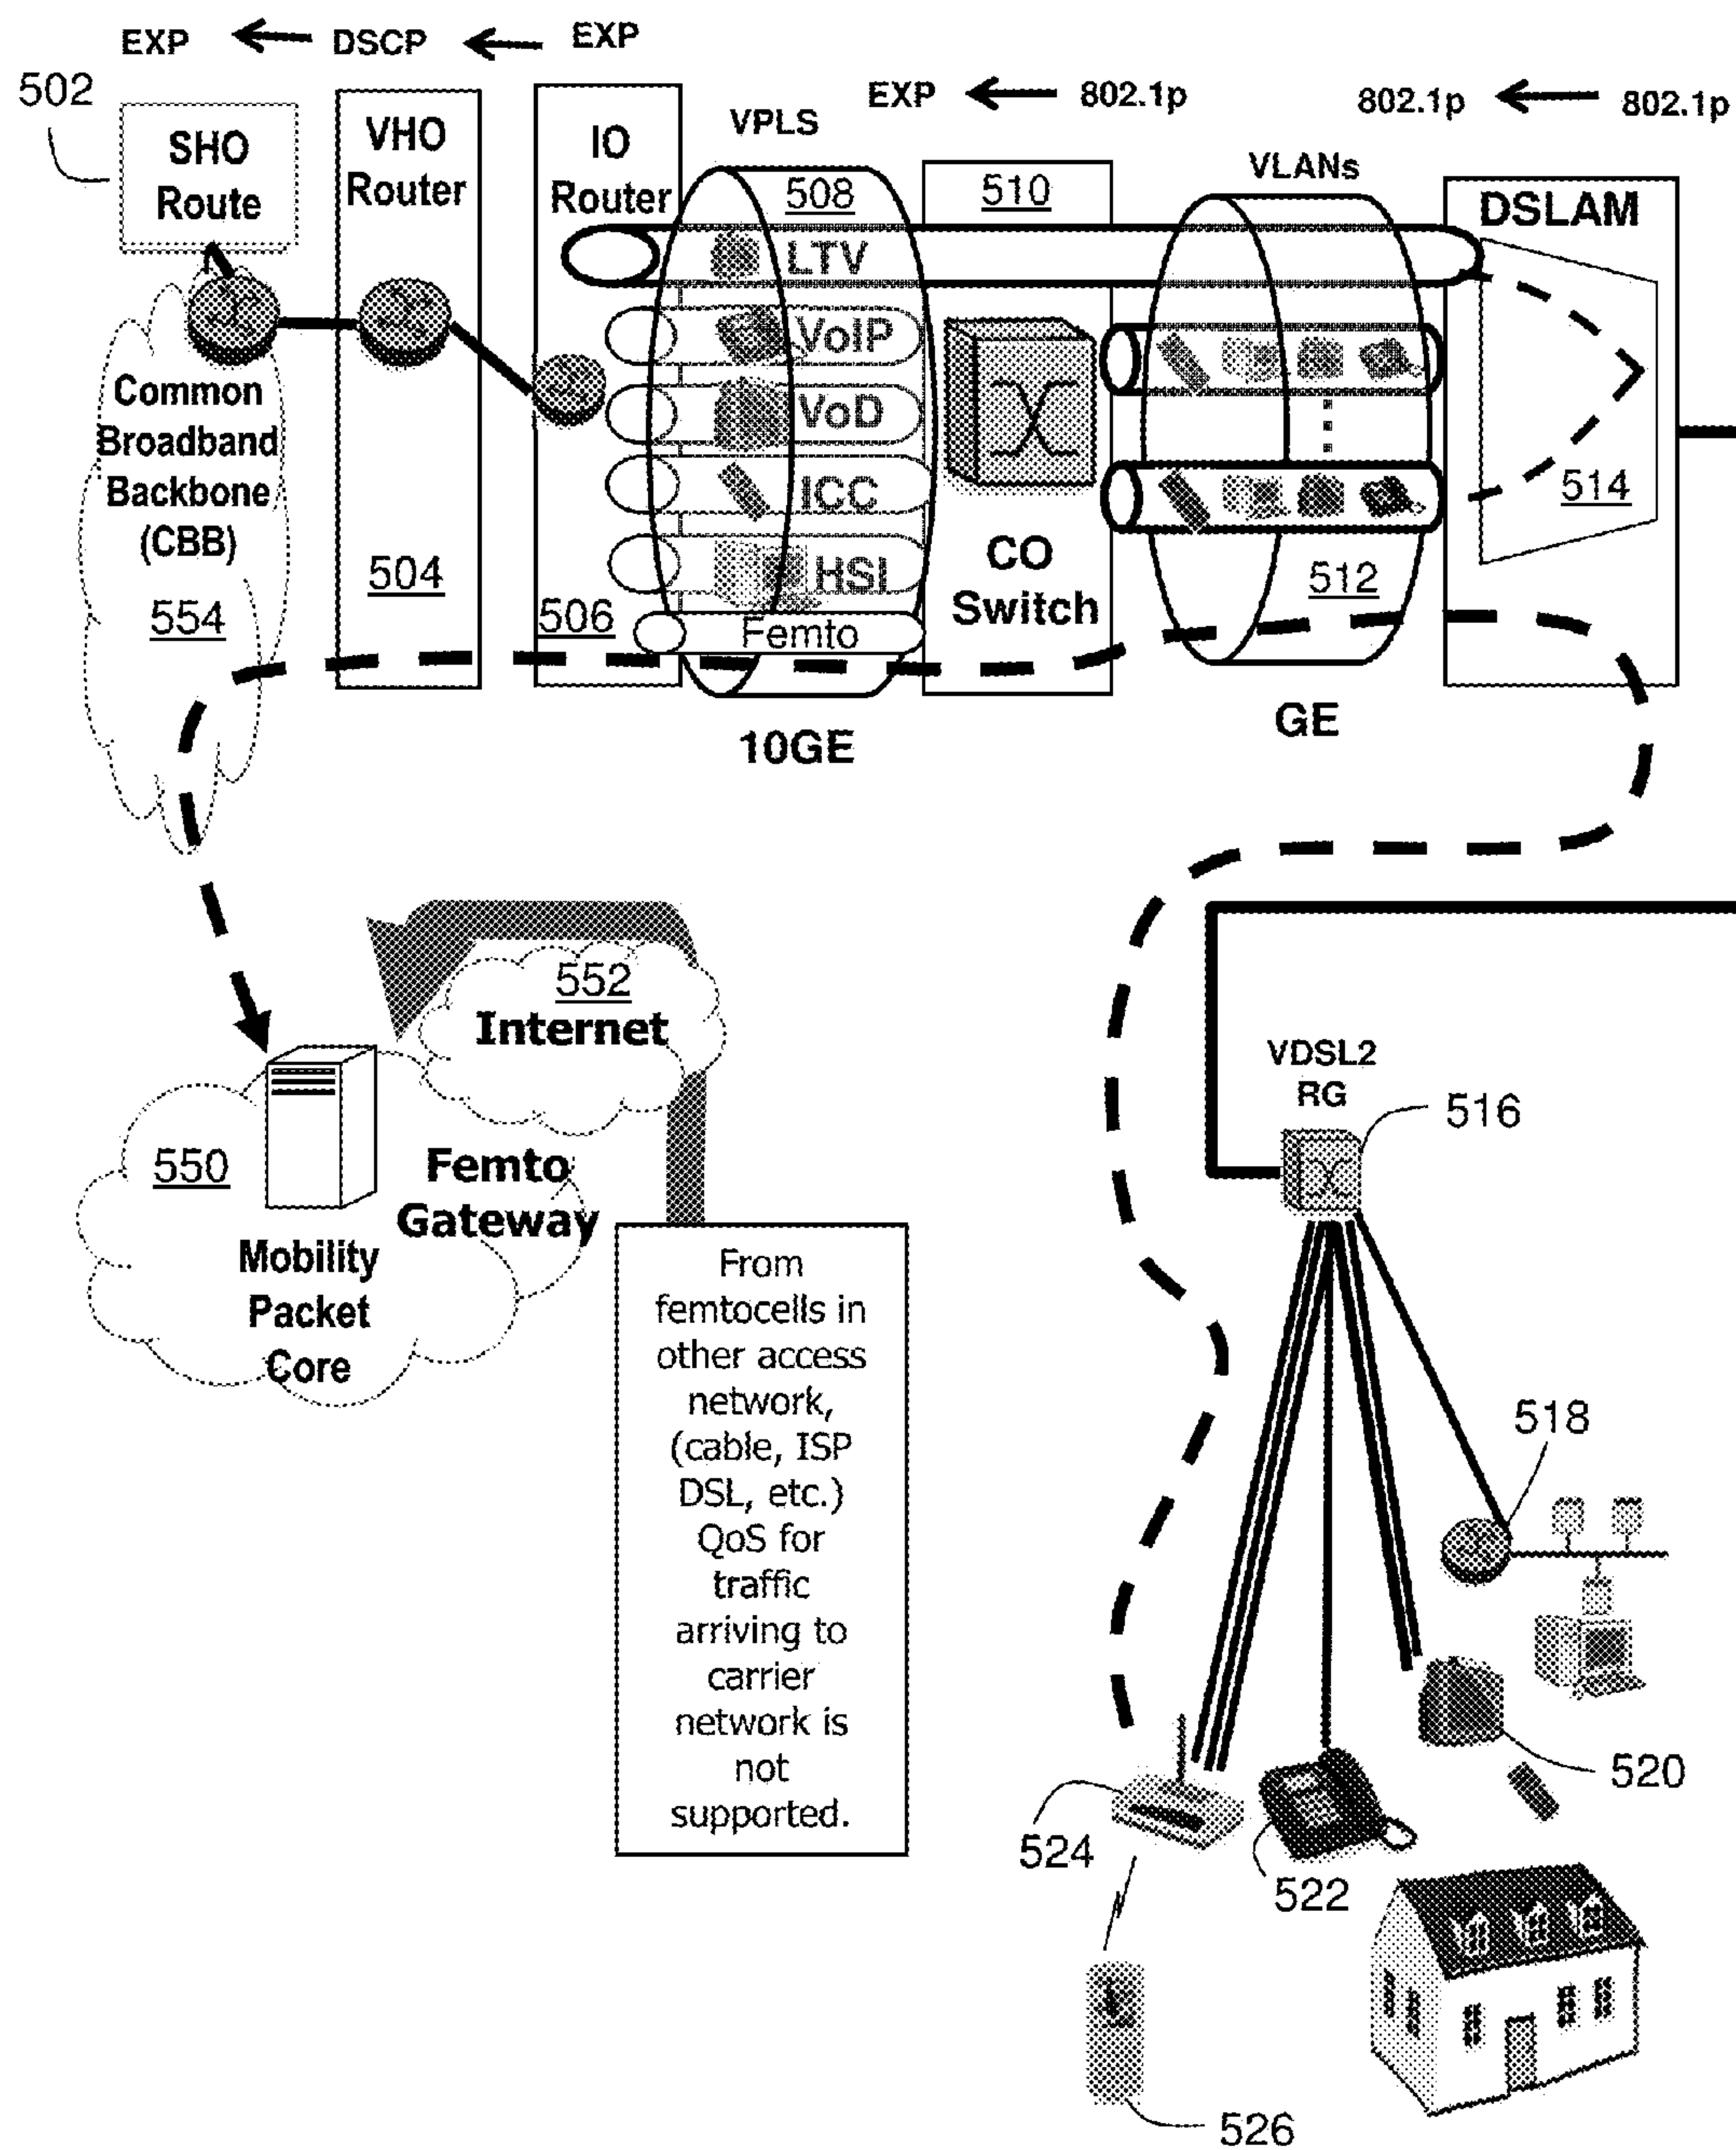 EXP ← DSCP ← EXP
EXP ← 802.1p
802.1p ← 802.1p
502
SHO
Route
VHO
Router
IO
Router
VPLS
508
510
VLANs
DSLAM
LTV
VoIP
VoD
ICC
HSI
Femto
Common
Broadband
Backbone
(CBB)
554
504
506
CO
Switch
512
514
10GE
GE
552
Internet
550
Femto
Gateway
Mobility
Packet
Core
From
femtocells in
other access
network,
(cable, ISP
DSL, etc.)
QoS for
traffic
arriving to
carrier
network is
not
supported.
VDSL2
RG
516
518
520
522
524
526